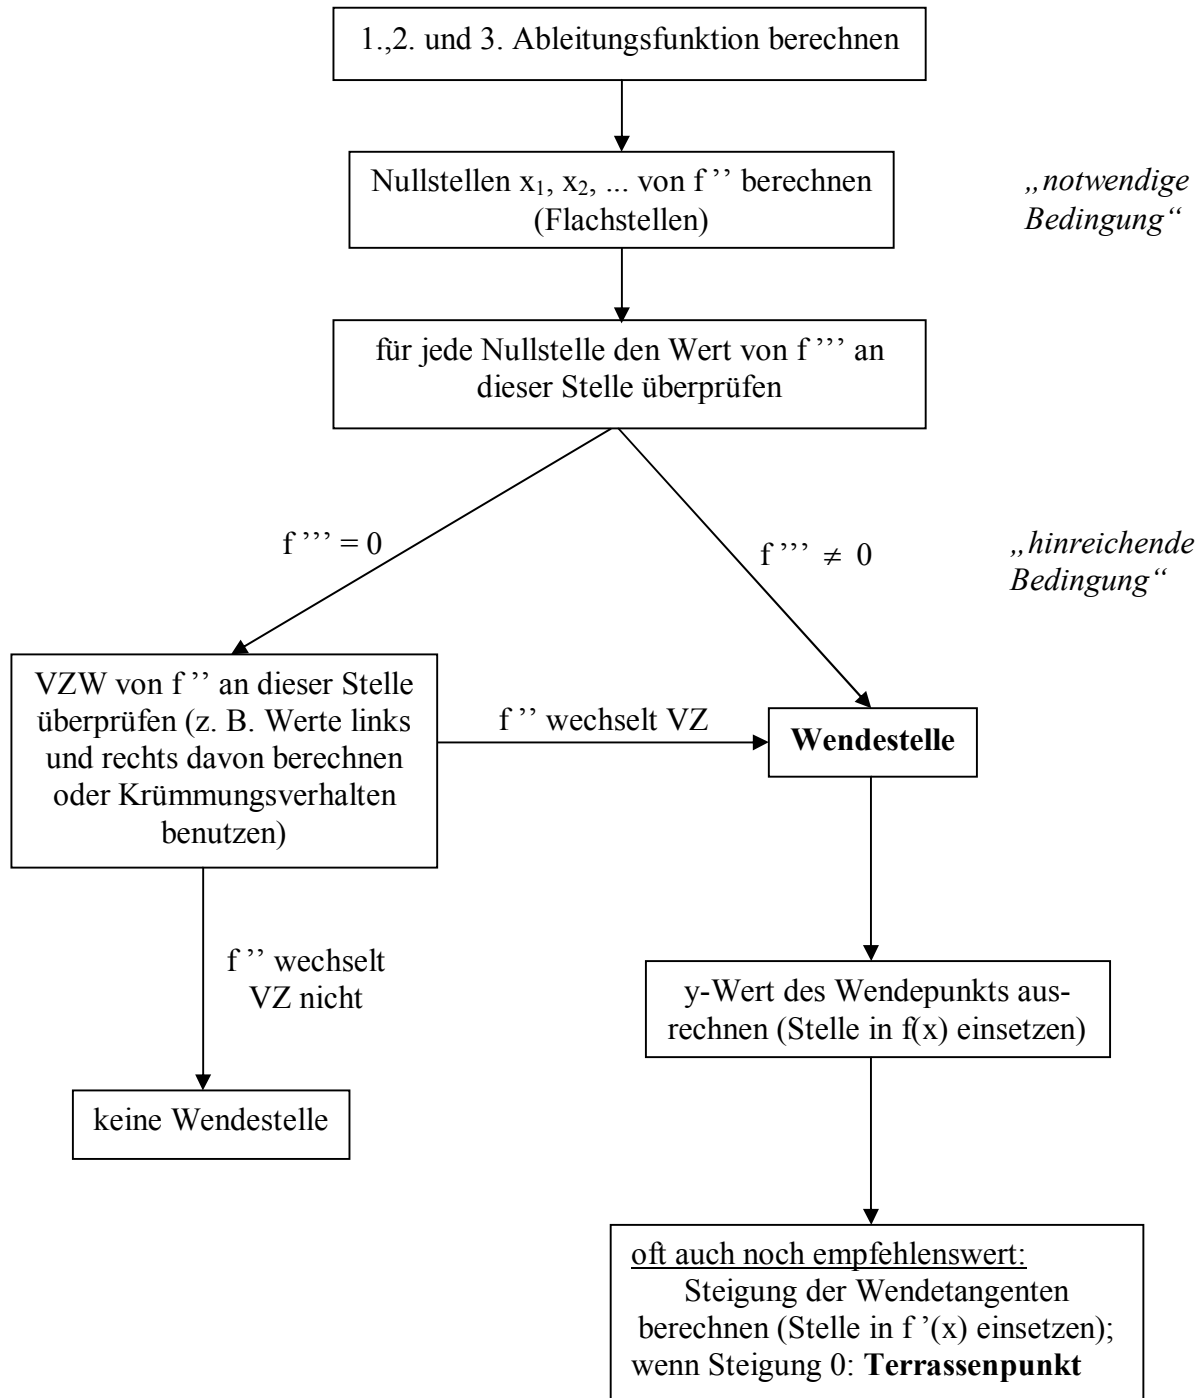 1.,2. und 3. Ableitungsfunktion berechnen
Nullstellen x₁, x₂, ... von f ’’ berechnen
(Flachstellen)
„notwendige
Bedingung“
für jede Nullstelle den Wert von f ’’’ an
dieser Stelle überprüfen
f ’’’ = 0
f ’’’ ≠ 0
„hinreichende
Bedingung“
VZW von f ’’ an dieser Stelle
überprüfen (z. B. Werte links
und rechts davon berechnen
oder Krümmungsverhalten
benutzen)
f ’’ wechselt VZ
Wendestelle
f ’’ wechselt
VZ nicht
y-Wert des Wendepunkts aus-
rechnen (Stelle in f(x) einsetzen)
keine Wendestelle
oft auch noch empfehlenswert:
Steigung der Wendetangenten
berechnen (Stelle in f ’(x) einsetzen);
wenn Steigung 0: Terrassenpunkt